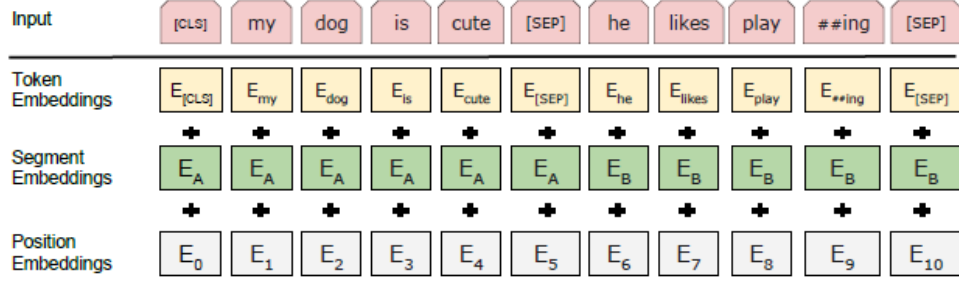 Input [CLS] my dog is cute [SEP] he likes play ##ing [SEP]
Token Embeddings E[CLS] Emy Edog Eis Ecute E[SEP] Ehe Elikes Eplay E##ing E[SEP]
+ + + + + + + + + + +
Segment Embeddings EA EA EA EA EA EA EB EB EB EB EB
+ + + + + + + + + + +
Position Embeddings E0 E1 E2 E3 E4 E5 E6 E7 E8 E9 E10